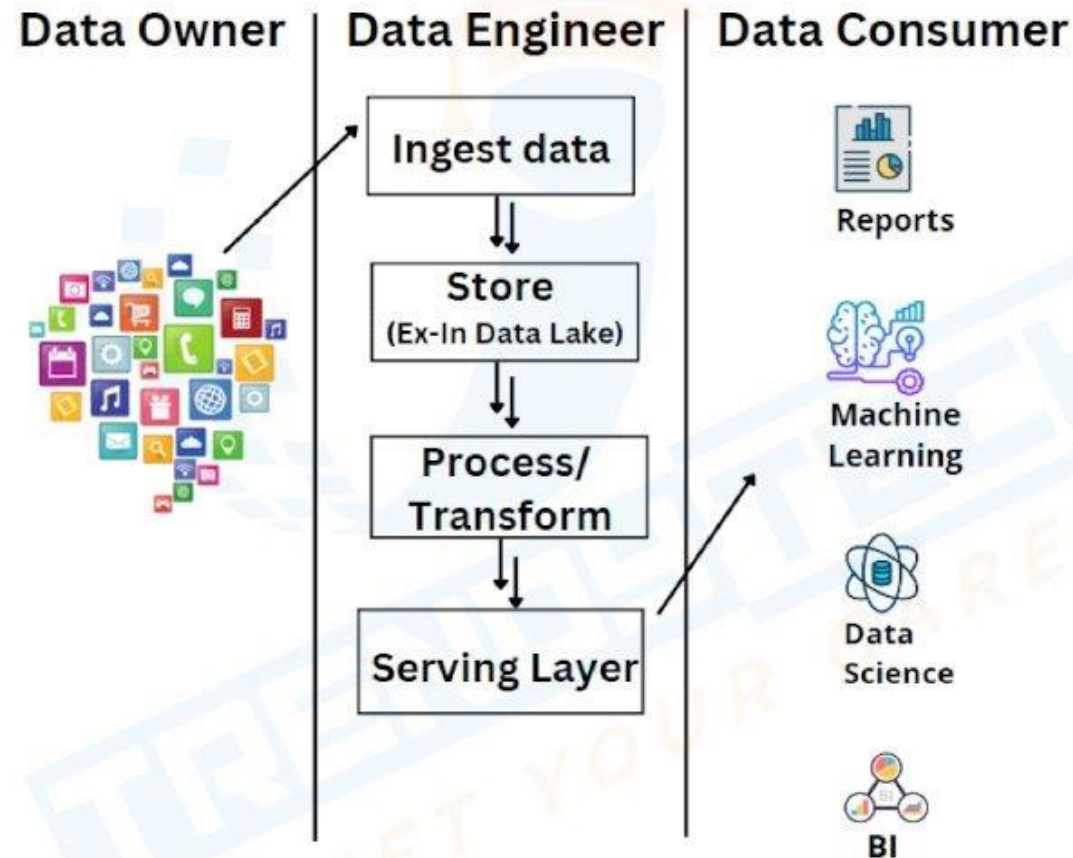 Data Owner
Data Engineer
Data Consumer
Ingest data
Store
(Ex-In Data Lake)
Process/
Transform
Serving Layer
Reports
Machine
Learning
Data
Science
BI
BI